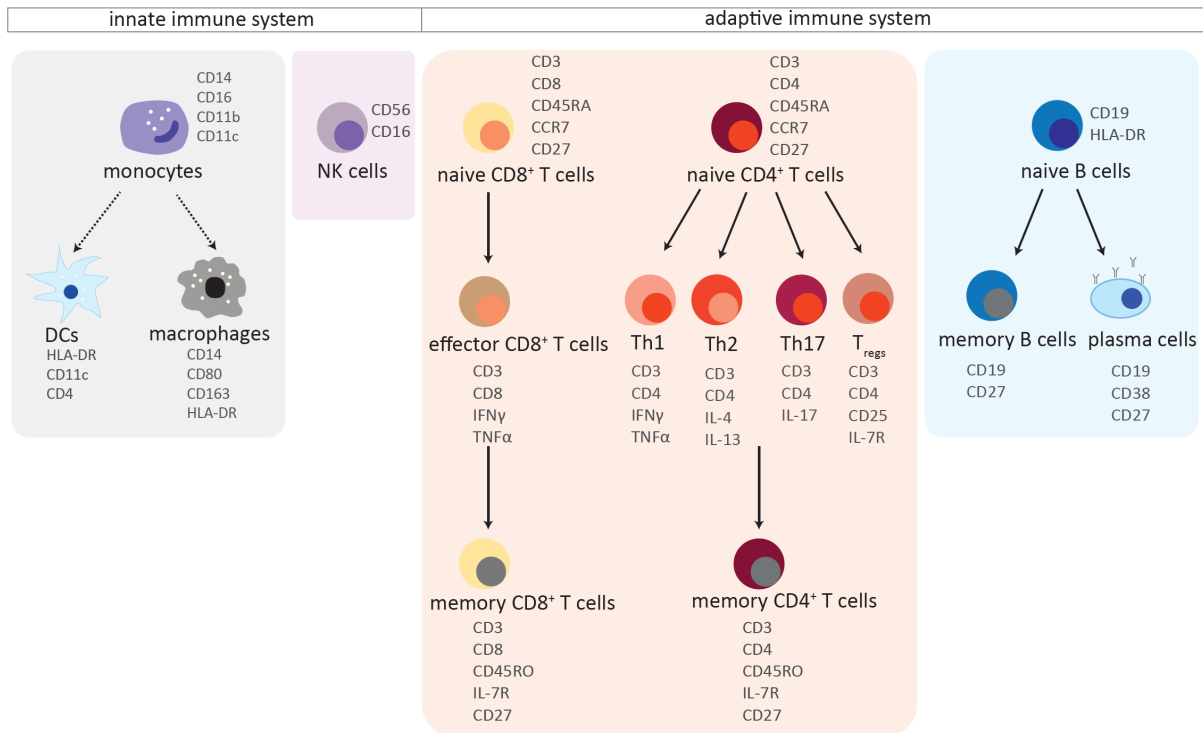 innate immune system
adaptive immune system
CD14
CD16
CD11b
CD11c
monocytes
CD56
CD16
NK cells
CD3
CD8
CD45RA
CCR7
CD27
naive CD8⁺ T cells
CD3
CD4
CD45RA
CCR7
CD27
naive CD4⁺ T cells
CD19
HLA-DR
naive B cells
DCs
HLA-DR
CD11c
CD4
macrophages
CD14
CD80
CD163
HLA-DR
effector CD8⁺ T cells
CD3
CD8
IFNγ
TNFα
Th1
CD3
CD4
IFNγ
TNFα
Th2
CD3
CD4
IL-4
IL-13
Th17
CD3
CD4
IL-17
Tregs
CD3
CD4
CD25
IL-7R
memory B cells
CD19
CD27
plasma cells
CD19
CD38
CD27
memory CD8⁺ T cells
CD3
CD8
CD45RO
IL-7R
CD27
memory CD4⁺ T cells
CD3
CD4
CD45RO
IL-7R
CD27